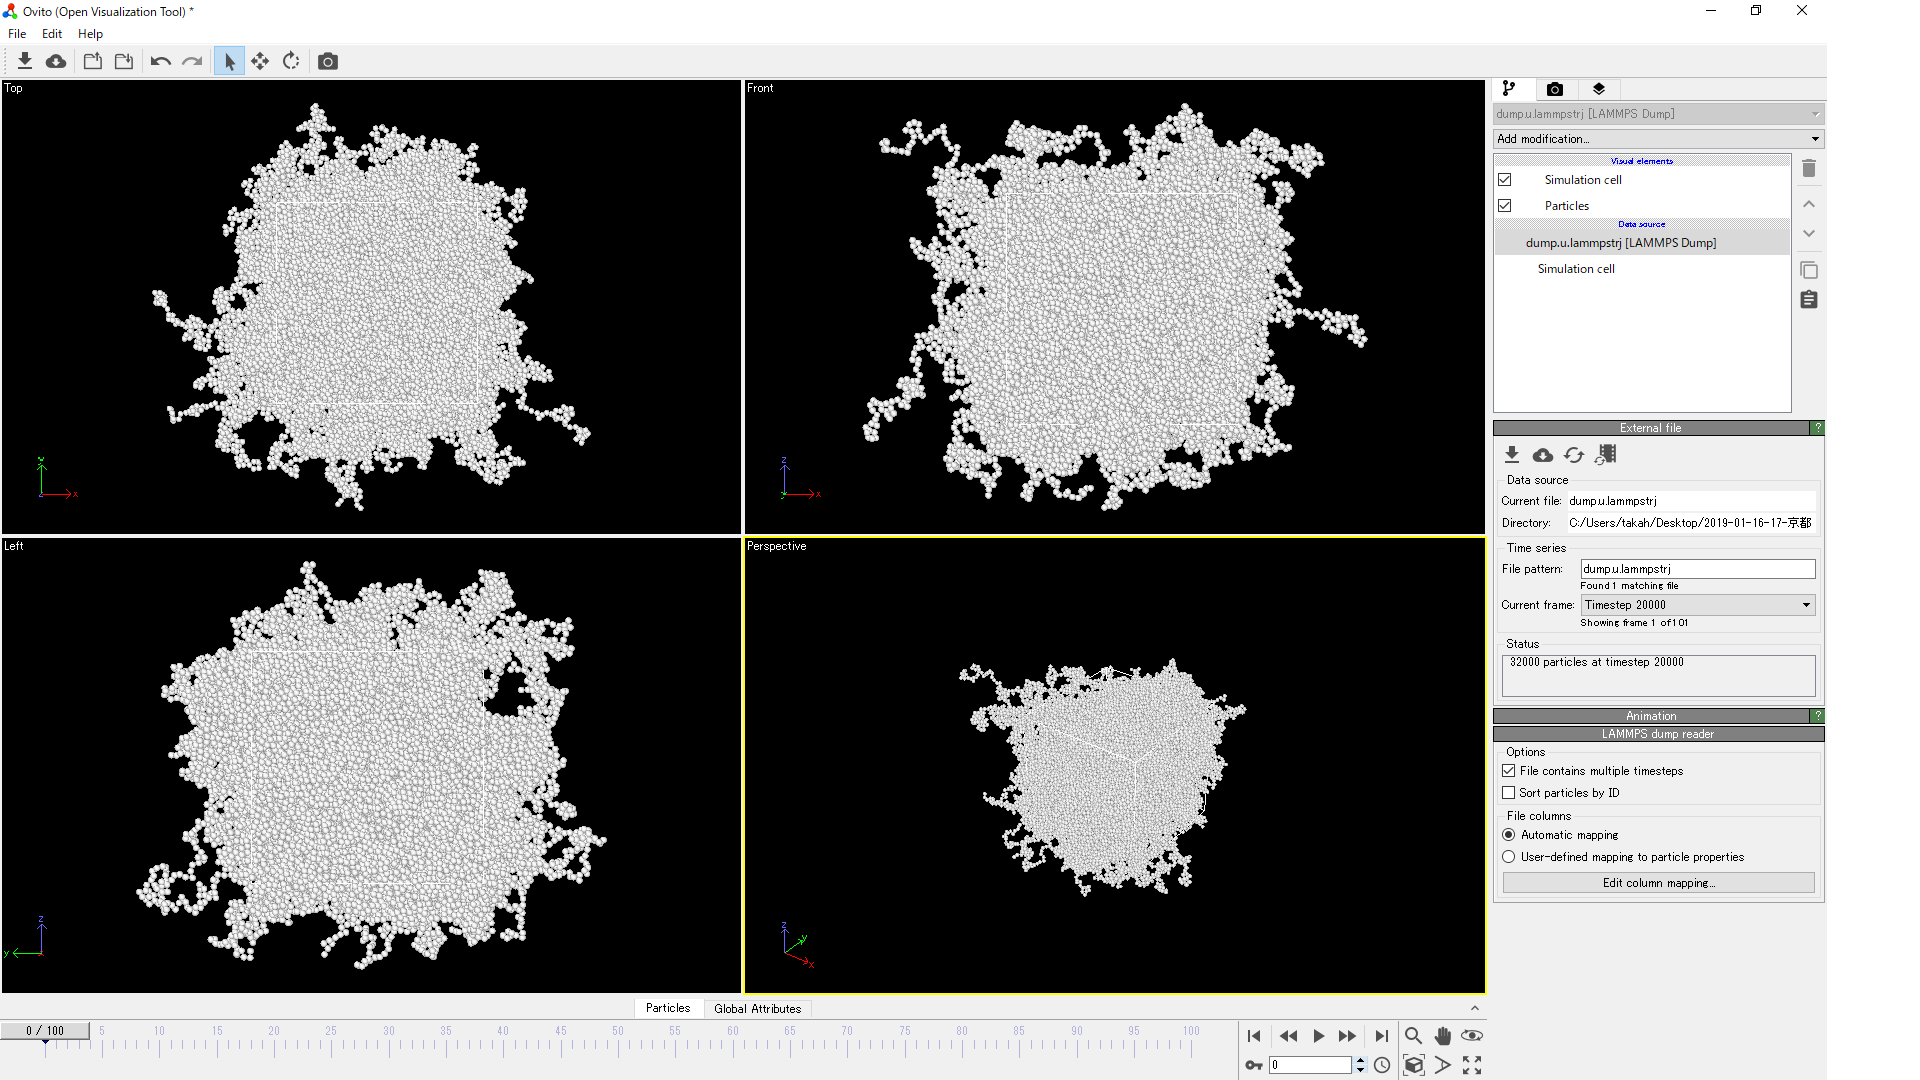 Ovito (Open Visualization Tool) *
File Edit Help
Top
Front
Left
Perspective
y
x
z
z
x
y
z
y
x
z
y
x
dump.u.lammpstrj [LAMMPS Dump]
Add modification...
Visual elements
Simulation cell
Particles
Data source
dump.u.lammpstrj [LAMMPS Dump]
Simulation cell
External file ?
Data source
Current file: dump.u.lammpstrj
Directory: C:/Users/takah/Desktop/2019-01-16-17-京都
Time series
File pattern: dump.u.lammpstrj
Found 1 matching file
Current frame: Timestep 20000
Showing frame 1 of 101
Status
32000 particles at timestep 20000
Animation ?
LAMMPS dump reader
Options
File contains multiple timesteps
Sort particles by ID
File columns
Automatic mapping
User-defined mapping to particle properties
Edit column mapping...
Particles Global Attributes
0 / 100 5 10 15 20 25 30 35 40 45 50 55 60 65 70 75 80 85 90 95 100
0